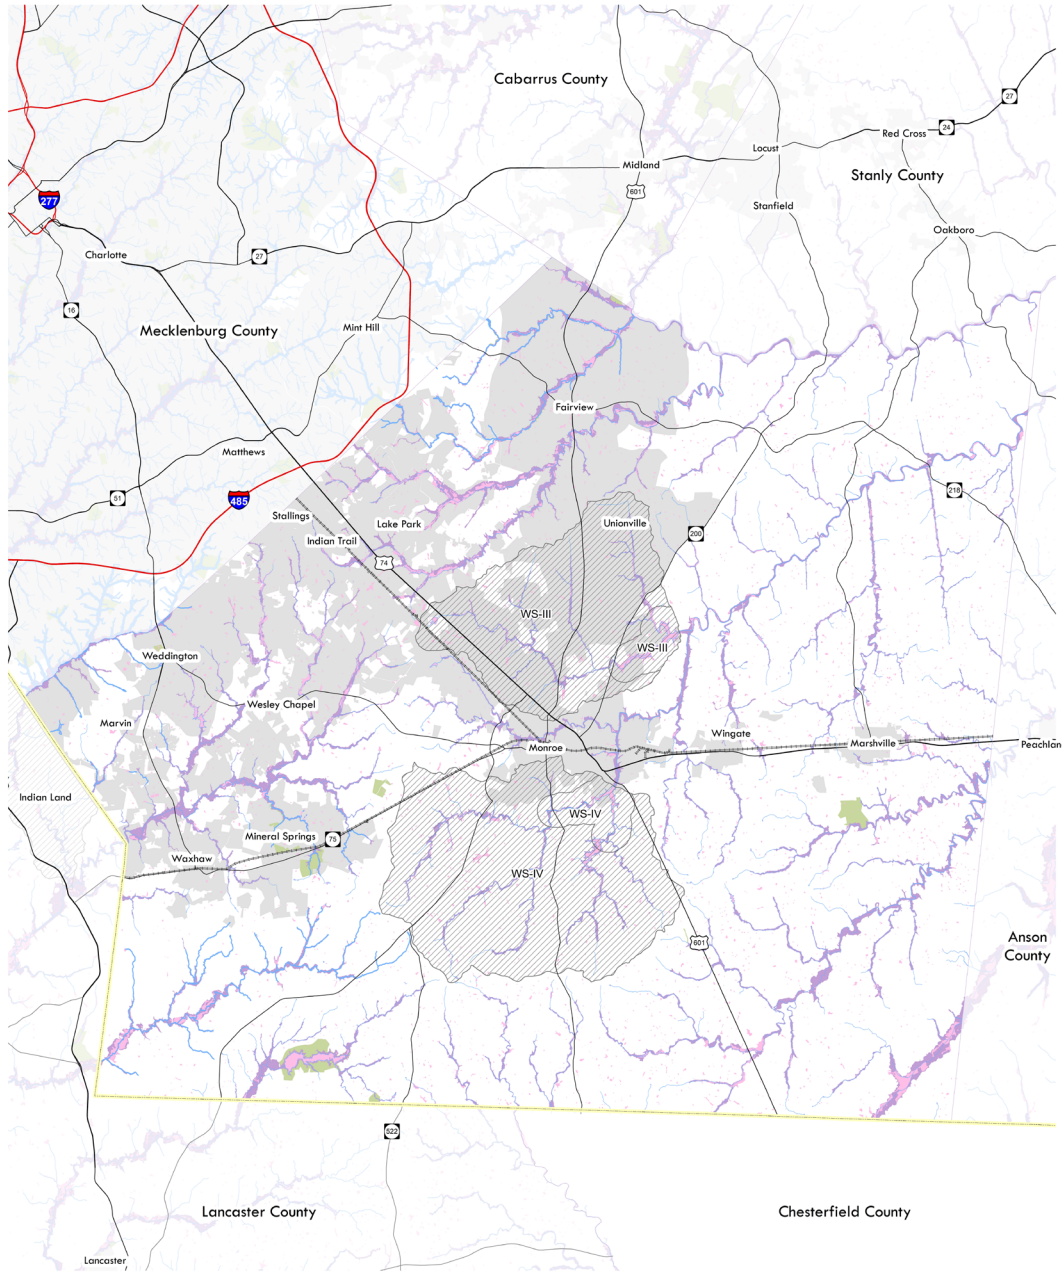 Cabarrus County
27
24
Red Cross
Locust
Midland
Stanly County
601
277
Stanfield
Oakboro
Charlotte
27
16
Mint Hill
Mecklenburg County
Fairview
Matthews
218
51
485
Stallings
Lake Park
Unionville
200
Indian Trail
74
WS-III
WS-III
Weddington
Wesley Chapel
Marvin
Wingate
Monroe
Marshville
Peachlan
Indian Land
WS-IV
Mineral Springs
75
Waxhaw
WS-IV
601
Anson
County
522
Lancaster County
Chesterfield County
Lancaster